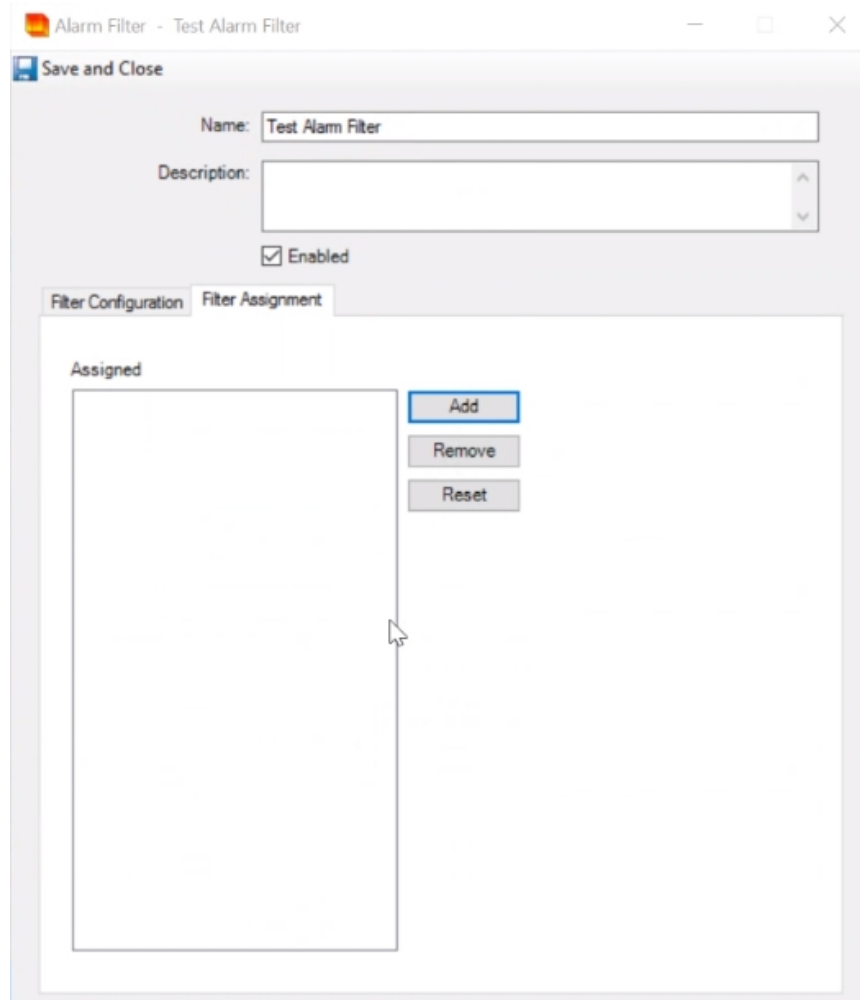 Alarm Filter - Test Alarm Filter
Save and Close
Name: Test Alarm Filter
Description:
Enabled
Filter Configuration Filter Assignment
Assigned
Add
Remove
Reset